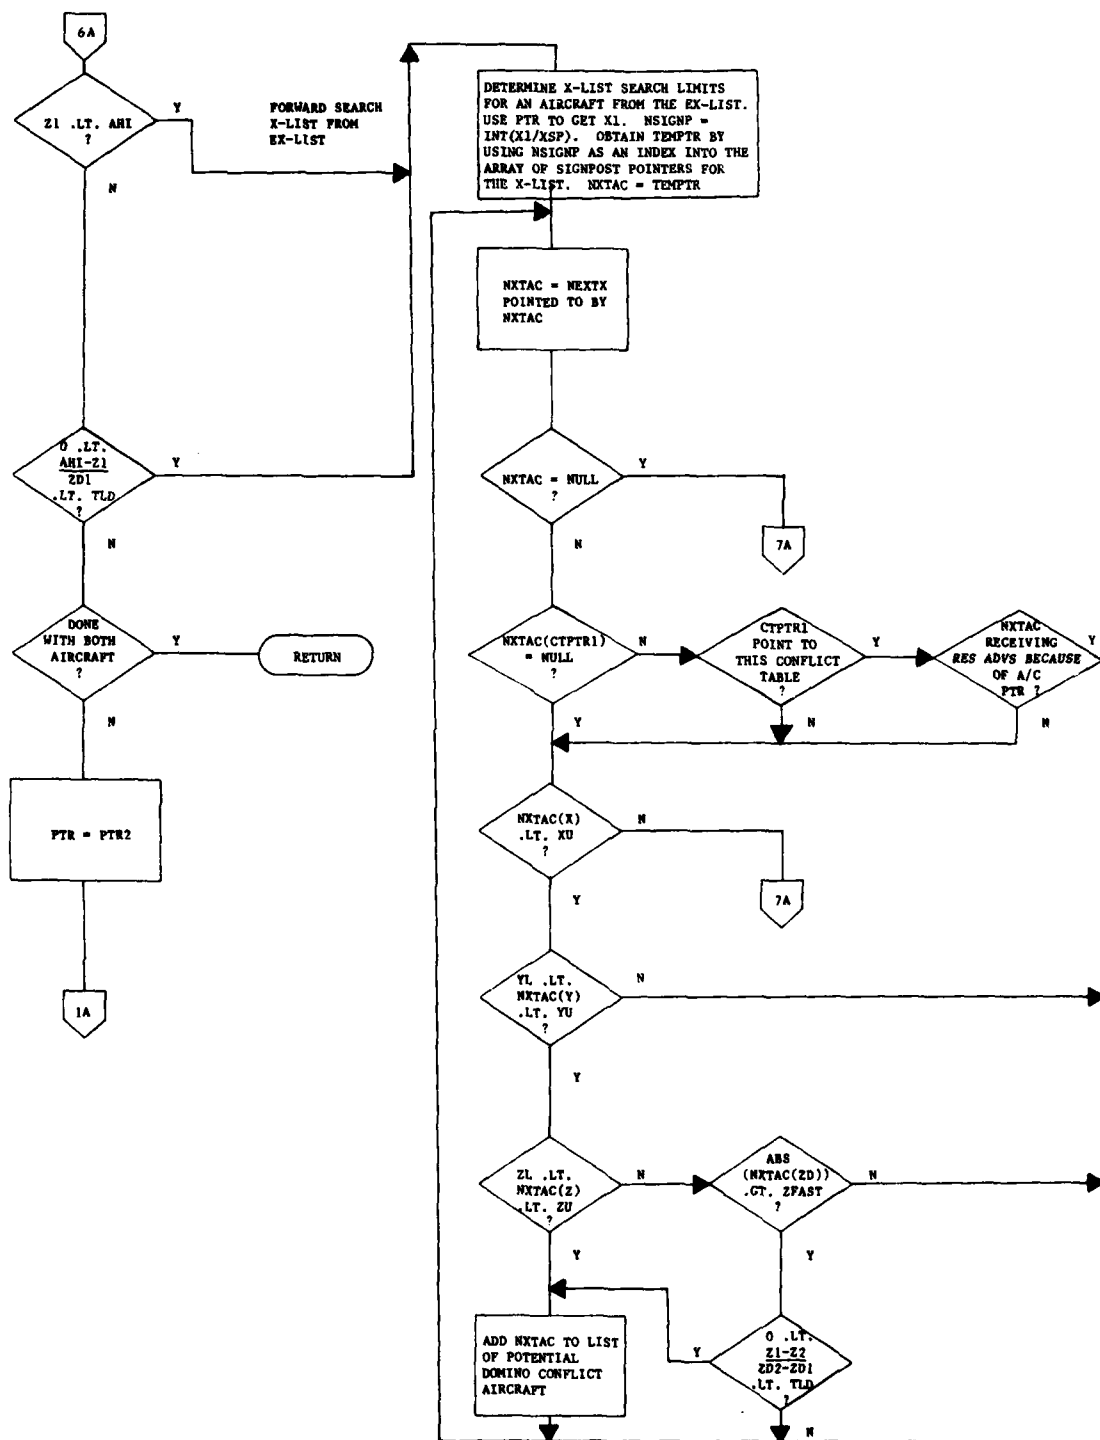 6A
Z1 .LT. AHI
?
Y
N
FORWARD SEARCH
X-LIST FROM
EX-LIST
DETERMINE X-LIST SEARCH LIMITS
FOR AN AIRCRAFT FROM THE EX-LIST.
USE PTR TO GET X1. NSIGNP =
INT(X1/XSP). OBTAIN TEMPTR BY
USING NSIGNP AS AN INDEX INTO THE
ARRAY OF SIGNPOST POINTERS FOR
THE X-LIST. NXTAC = TEMPTR
NXTAC = NEXTX
POINTED TO BY
NXTAC
0 .LT.
AHI-Z1
ZD1
.LT. TLD
?
Y
N
NXTAC = NULL
?
Y
N
7A
DONE
WITH BOTH
AIRCRAFT
?
Y
N
RETURN
NXTAC(CTPTR1)
= NULL
?
N
Y
CTPTR1
POINT TO
THIS CONFLICT
TABLE
?
Y
N
NXTAC
RECEIVING
RES ADVS BECAUSE
OF A/C
PTR ?
Y
N
PTR = PTR2
1A
NXTAC(X)
.LT. XU
?
N
Y
7A
YL .LT.
NXTAC(Y)
.LT. YU
?
N
Y
ZL .LT.
NXTAC(Z)
.LT. ZU
?
N
Y
ABS
(NXTAC(ZD))
.GT. ZFAST
?
N
Y
ADD NXTAC TO LIST
OF POTENTIAL
DOMINO CONFLICT
AIRCRAFT
0 .LT.
Z1-Z2
ZD2-ZD1
.LT. TLD
?
Y
N